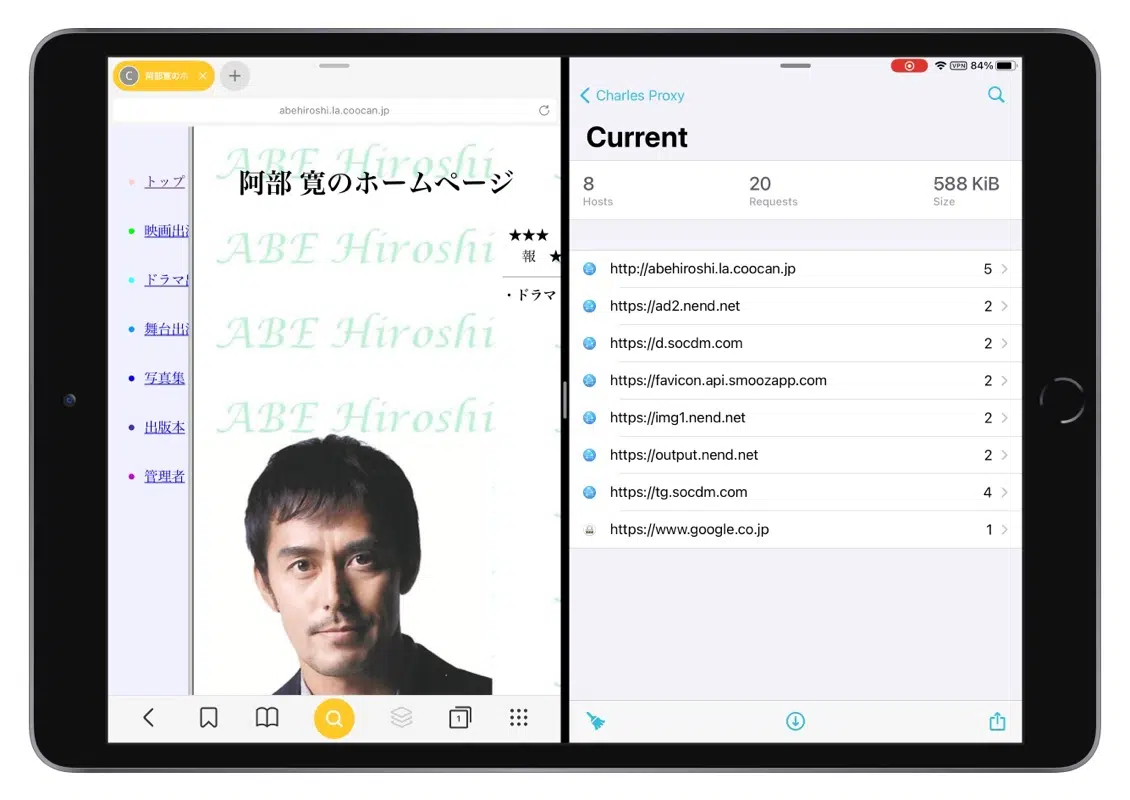 C 阿部寛のホ
abehiroshi.la.coocan.jp
ABE Hiroshi
阿部 寛のホームページ
トップ
映画出
ドラマ
舞台出
写真集
出版本
管理者
ABE Hiroshi
ABE Hiroshi
ABE Hiroshi
★★★
報 ★
・ドラマ
1
VPN 84%
Charles Proxy
Current
8 20 588 KiB
Hosts Requests Size
http://abehiroshi.la.coocan.jp 5
https://ad2.nend.net 2
https://d.socdm.com 2
https://favicon.api.smoozapp.com 2
https://img1.nend.net 2
https://output.nend.net 2
https://tg.socdm.com 4
https://www.google.co.jp 1